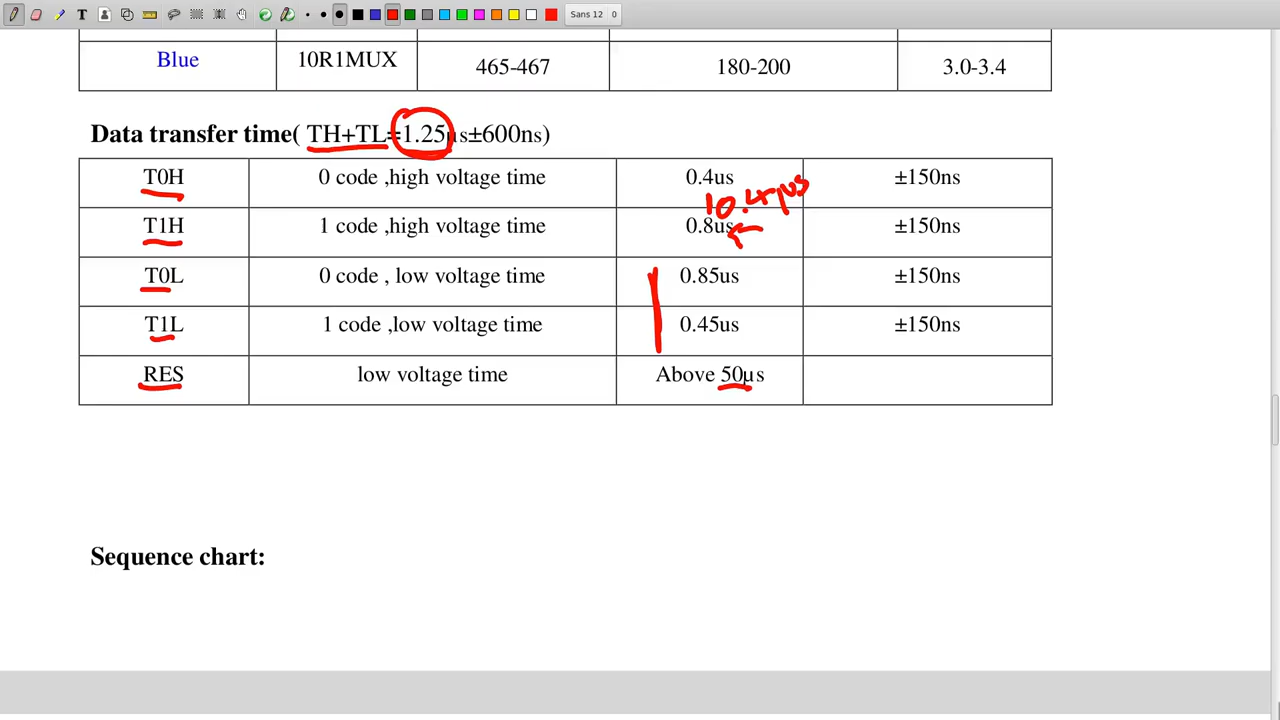 T Sans 12 0
Blue 10R1MUX 465-467 180-200 3.0-3.4
Data transfer time( TH+TL=1.25µs±600ns)
T0H 0 code ,high voltage time 0.4us ±150ns
10.4µs
T1H 1 code ,high voltage time 0.8us ±150ns
T0L 0 code , low voltage time 0.85us ±150ns
T1L 1 code ,low voltage time 0.45us ±150ns
RES low voltage time Above 50µs
Sequence chart: